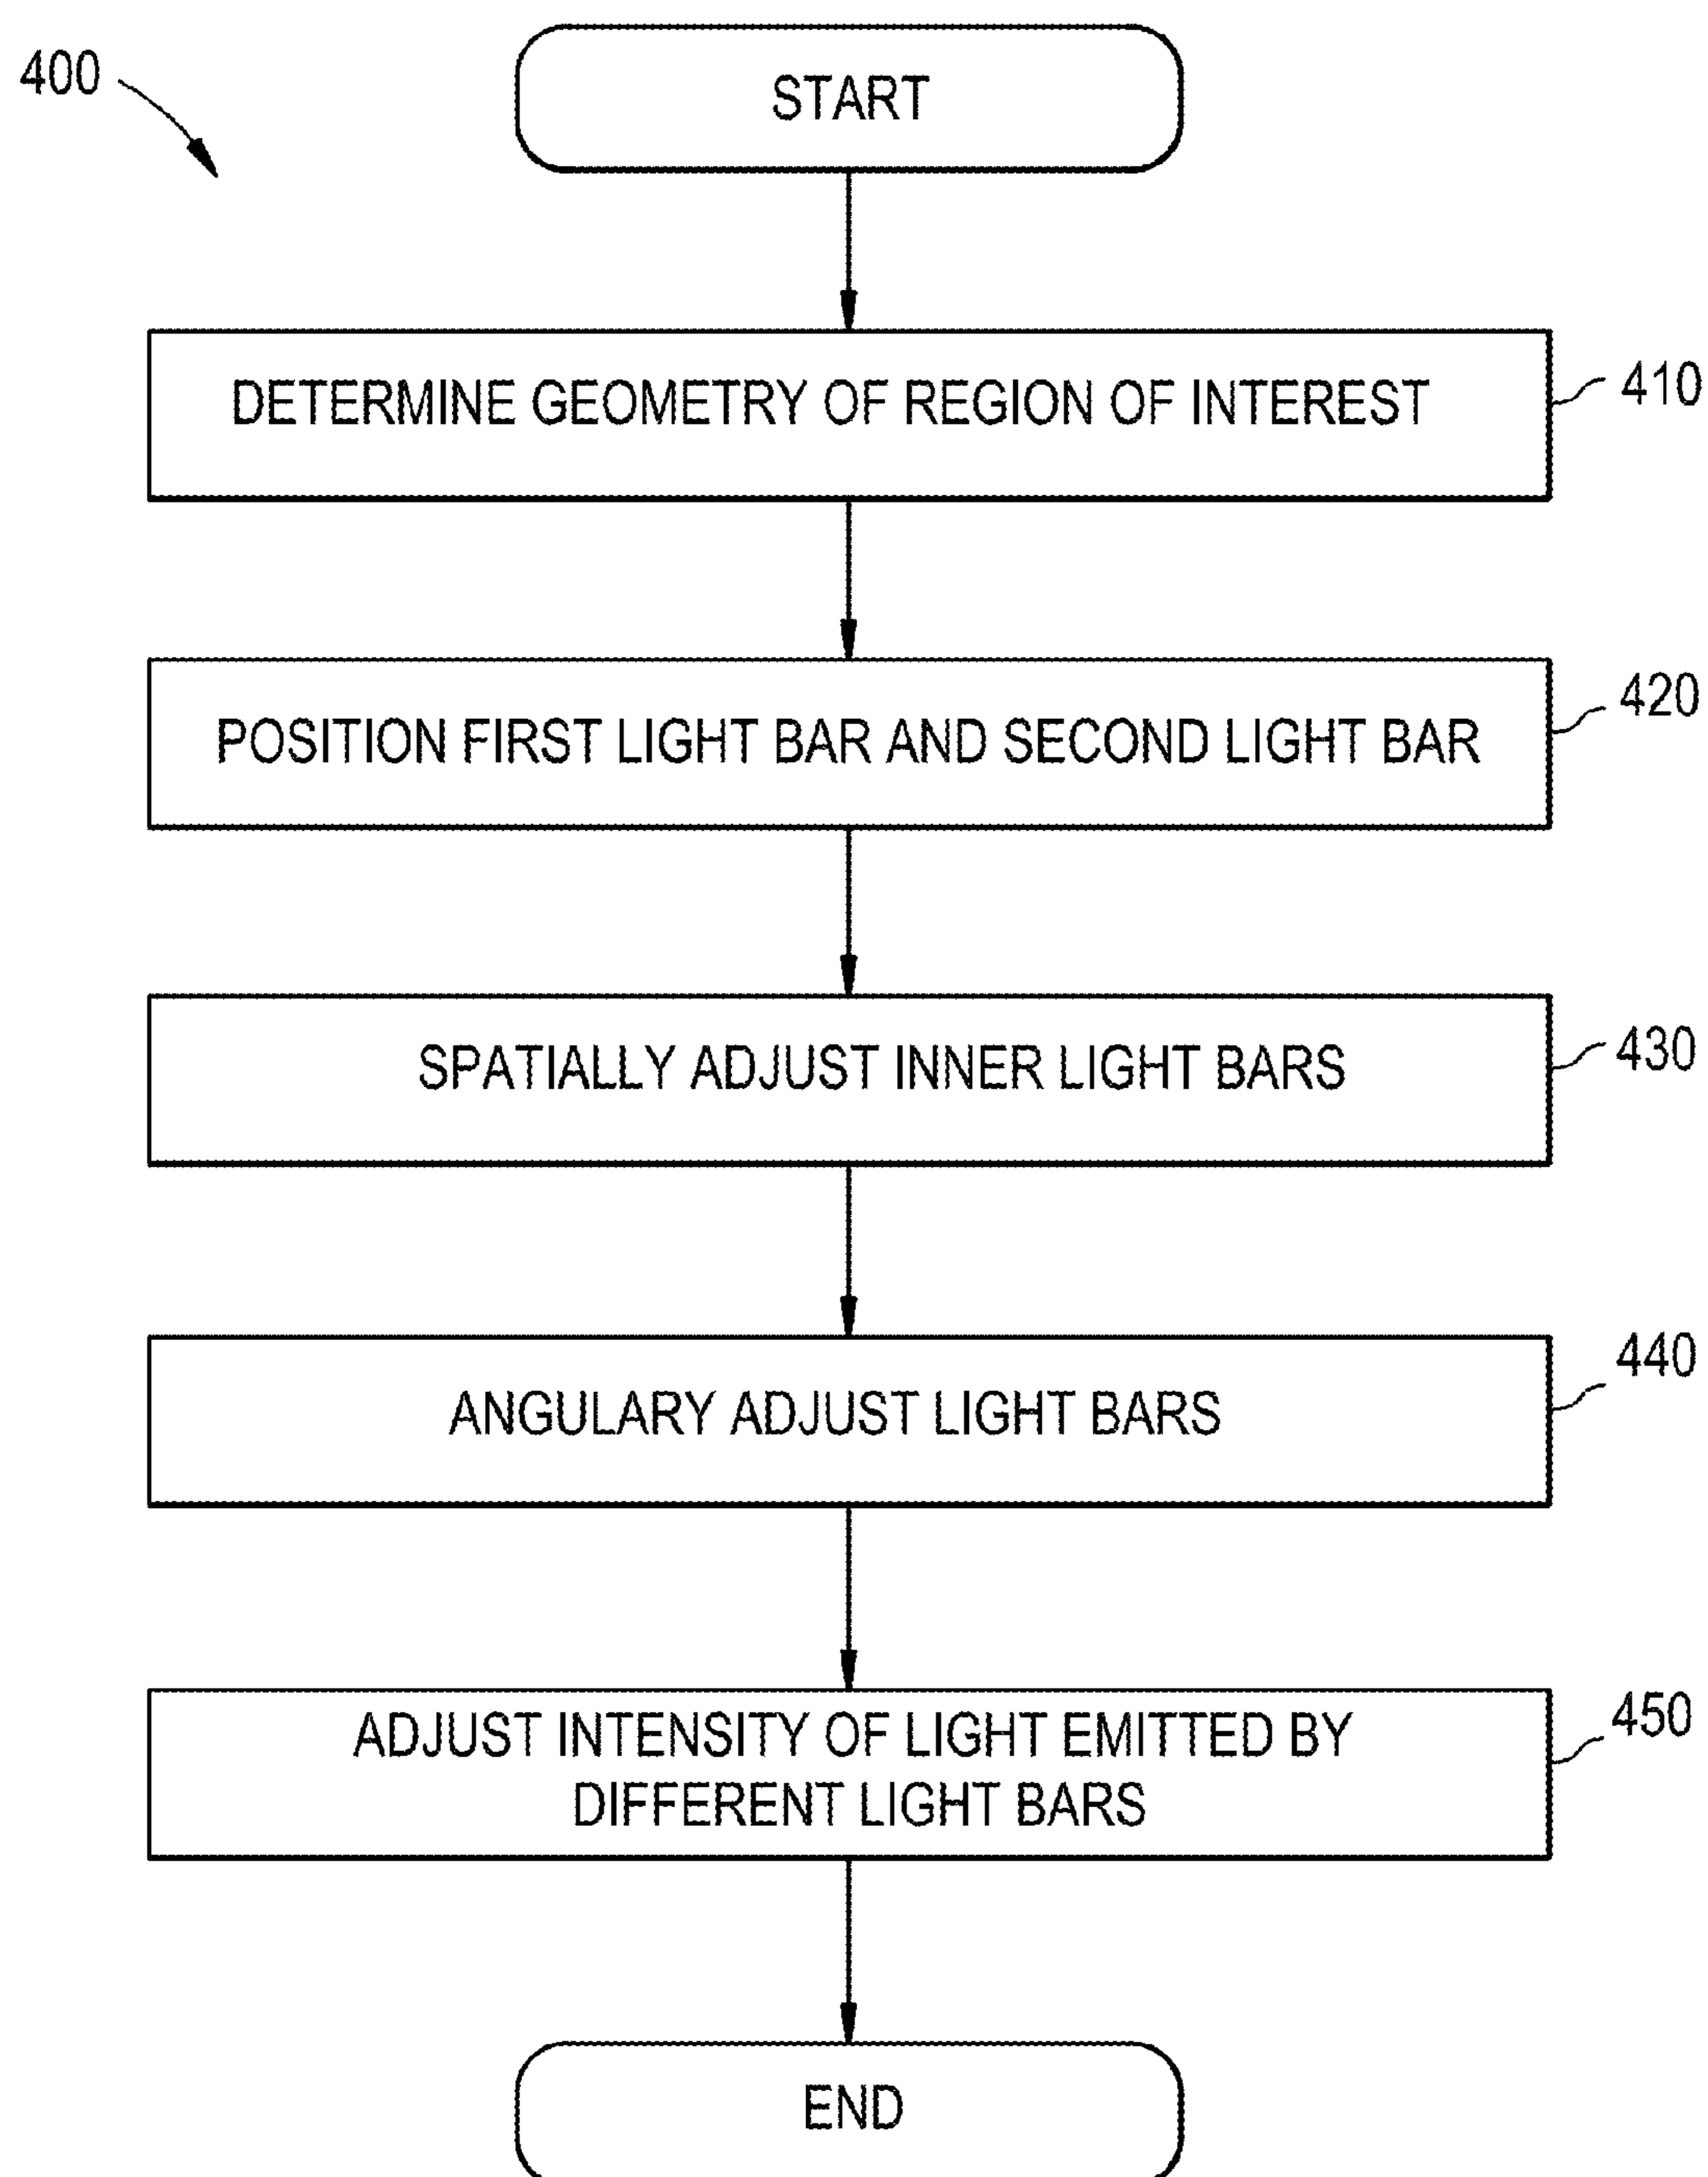 400
START
DETERMINE GEOMETRY OF REGION OF INTEREST
410
POSITION FIRST LIGHT BAR AND SECOND LIGHT BAR
420
SPATIALLY ADJUST INNER LIGHT BARS
430
ANGULARY ADJUST LIGHT BARS
440
ADJUST INTENSITY OF LIGHT EMITTED BY
DIFFERENT LIGHT BARS
450
END